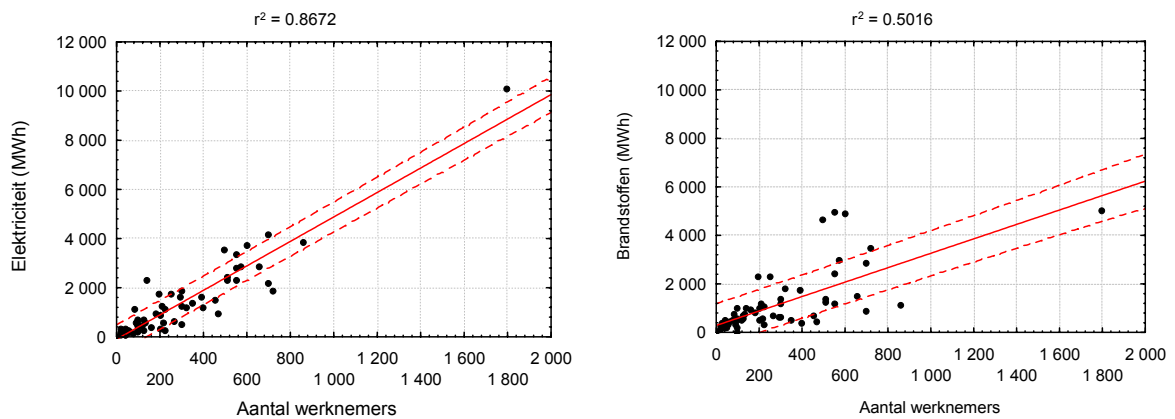 r² = 0.8672
12 000
10 000
8 000
6 000
4 000
2 000
0
Elektriciteit (MWh)
0 400 800 1 200 1 600 2 000
200 600 1 000 1 400 1 800
Aantal werknemers
r² = 0.5016
12 000
10 000
8 000
6 000
4 000
2 000
0
Brandstoffen (MWh)
0 400 800 1 200 1 600 2 000
200 600 1 000 1 400 1 800
Aantal werknemers